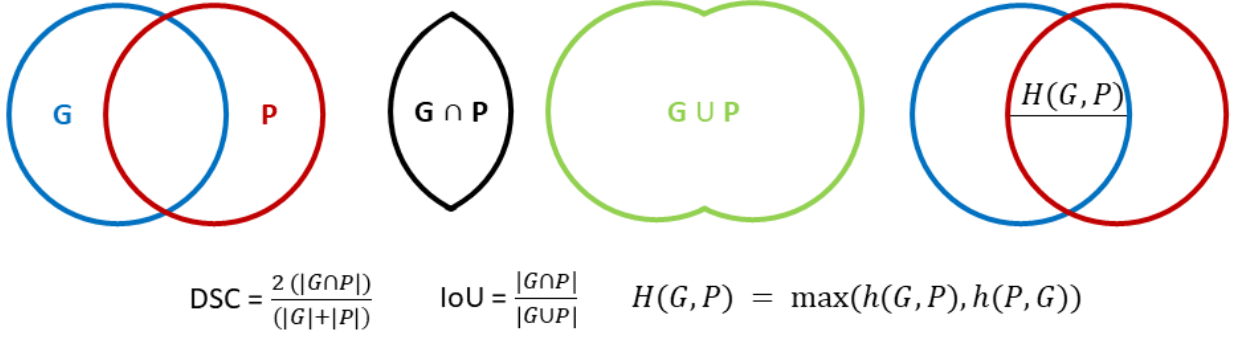 G P
G ∩ P
G ∪ P
H(G,P)
DSC = 2 (|G∩P|) / (|G|+|P|)
IoU = |G∩P| / |G∪P|
H(G,P) = max(h(G,P),h(P,G))